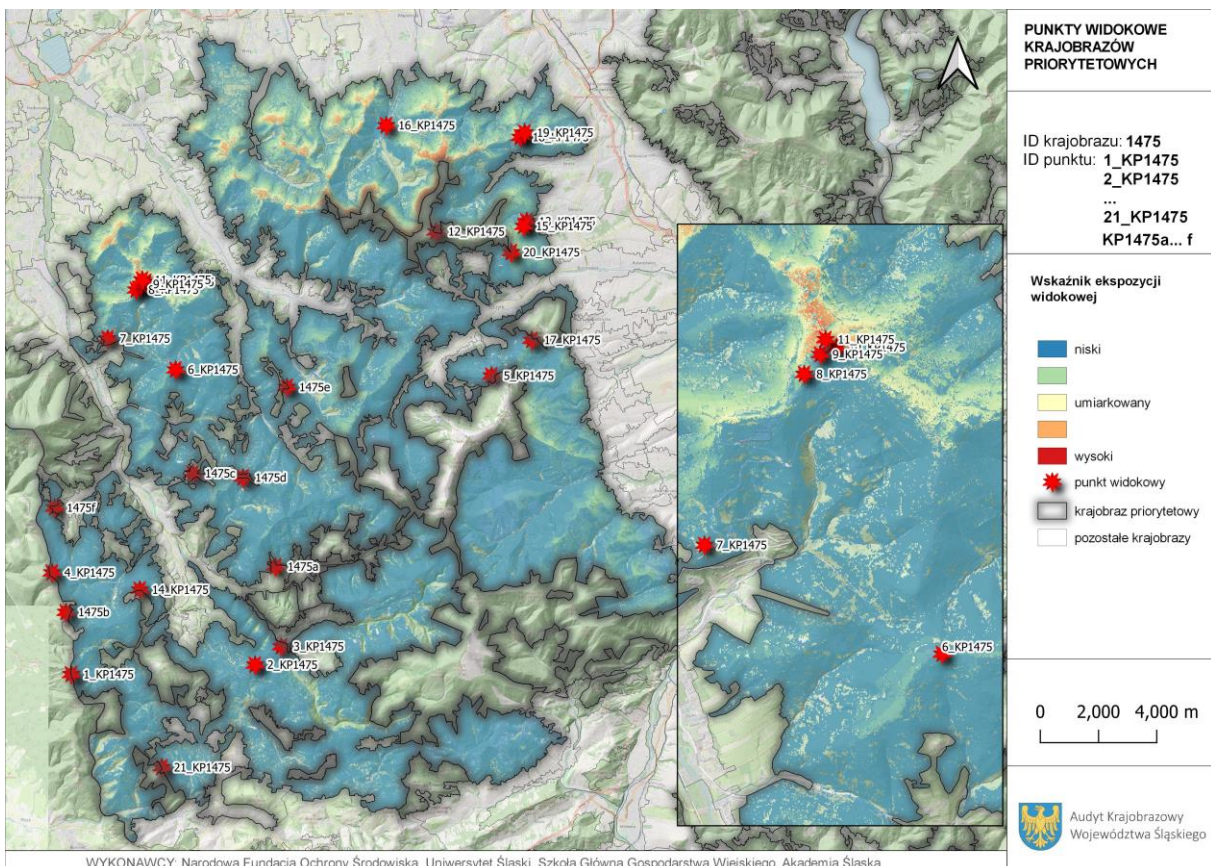 PUNKTY WIDOKOWE
KRAJOBRAZÓW
PRIORYTETOWYCH
ID krajobrazu: 1475
ID punktu: 1_KP1475
2_KP1475
...
21_KP1475
KP1475a... f
Wskaźnik ekspozycji
widokowej
niski
umiarkowany
wysoki
punkt widokowy
krajobraz priorytetowy
pozostałe krajobrazy
0 2,000 4,000 m
Audyt Krajobrazowy
Województwa Śląskiego
16_KP1475
19_KP1475
12_KP1475
15_KP1475
20_KP1475
9_KP1475
7_KP1475
6_KP1475
17_KP1475
5_KP1475
1475e
1475c
1475d
1475f
4_KP1475
1475a
14_KP1475
1475b
3_KP1475
2_KP1475
1_KP1475
21_KP1475
11_KP1475
9_KP1475
8_KP1475
7_KP1475
6_KP1475
WYKONAWCY: Narodowa Fundacja Ochrony Środowiska, Uniwersytet Śląski, Szkoła Główna Gospodarstwa Wiejskiego, Akademia Śląska